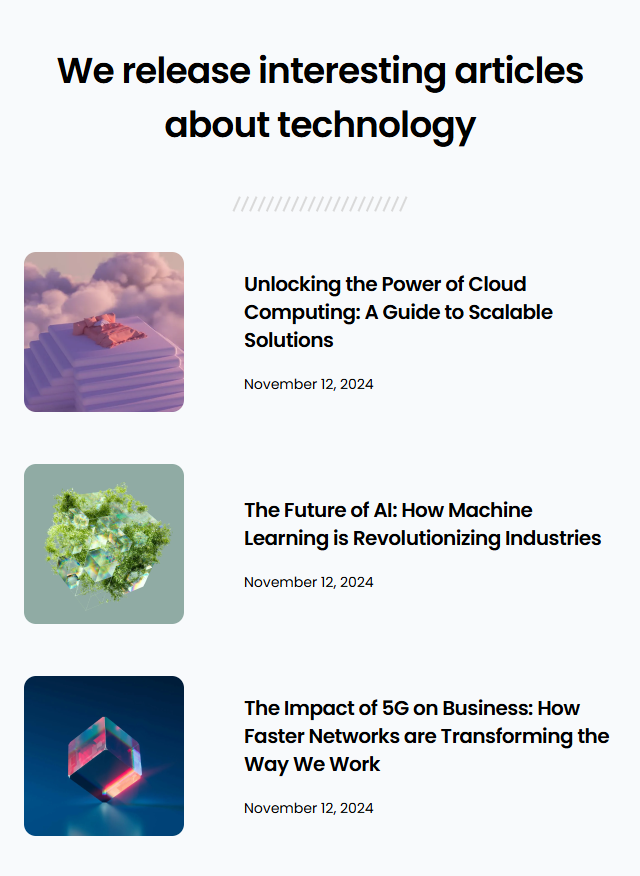 We release interesting articles
about technology
Unlocking the Power of Cloud
Computing: A Guide to Scalable
Solutions
November 12, 2024
The Future of AI: How Machine
Learning is Revolutionizing Industries
November 12, 2024
The Impact of 5G on Business: How
Faster Networks are Transforming the
Way We Work
November 12, 2024